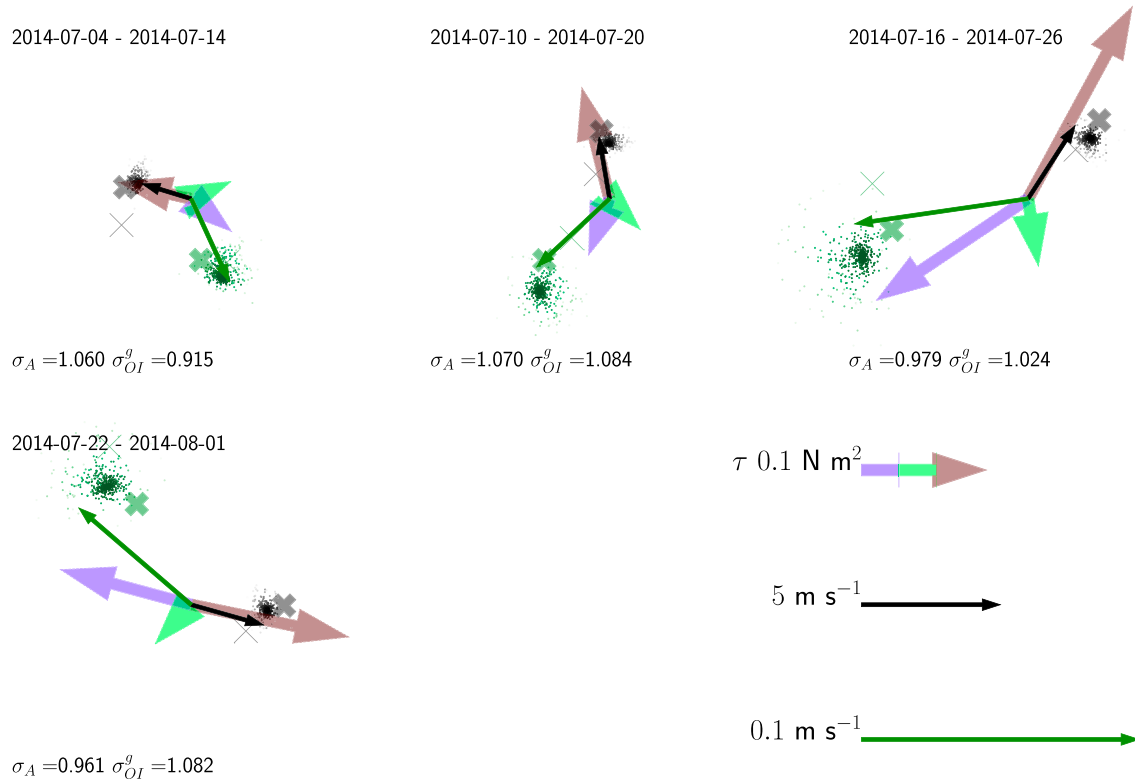 2014-07-04 - 2014-07-14
2014-07-10 - 2014-07-20
2014-07-16 - 2014-07-26
σ_A =1.060 σ^g_OI =0.915
σ_A =1.070 σ^g_OI =1.084
σ_A =0.979 σ^g_OI =1.024
2014-07-22 - 2014-08-01
τ 0.1 N m²
5 m s⁻¹
0.1 m s⁻¹
σ_A =0.961 σ^g_OI =1.082